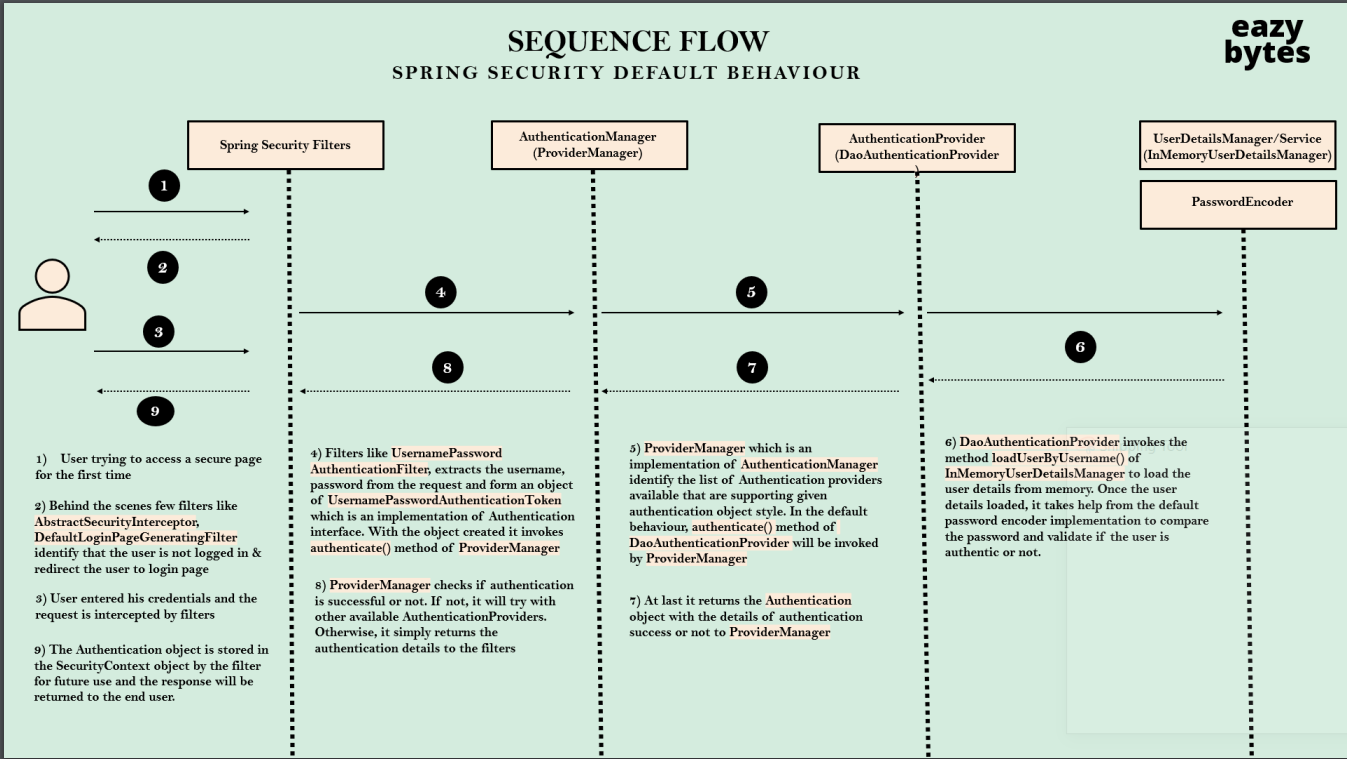 SEQUENCE FLOW
SPRING SECURITY DEFAULT BEHAVIOUR
eazy
bytes
Spring Security Filters
AuthenticationManager
(ProviderManager)
AuthenticationProvider
(DaoAuthenticationProvider
)
UserDetailsManager/Service
(InMemoryUserDetailsManager)
PasswordEncoder
1
2
3
4
5
6
7
8
9
1) User trying to access a secure page
for the first time
2) Behind the scenes few filters like
AbstractSecurityInterceptor,
DefaultLoginPageGeneratingFilter
identify that the user is not logged in &
redirect the user to login page
3) User entered his credentials and the
request is intercepted by filters
9) The Authentication object is stored in
the SecurityContext object by the filter
for future use and the response will be
returned to the end user.
4) Filters like UsernamePassword
AuthenticationFilter, extracts the username,
password from the request and form an object
of UsernamePasswordAuthenticationToken
which is an implementation of Authentication
interface. With the object created it invokes
authenticate() method of ProviderManager
8) ProviderManager checks if authentication
is successful or not. If not, it will try with
other available AuthenticationProviders.
Otherwise, it simply returns the
authentication details to the filters
5) ProviderManager which is an
implementation of AuthenticationManager
identify the list of Authentication providers
available that are supporting given
authentication object style. In the default
behaviour, authenticate() method of
DaoAuthenticationProvider will be invoked
by ProviderManager
7) At last it returns the Authentication
object with the details of authentication
success or not to ProviderManager
6) DaoAuthenticationProvider invokes the
method loadUserByUsername() of
InMemoryUserDetailsManager to load the
user details from memory. Once the user
details loaded, it takes help from the default
password encoder implementation to compare
the password and validate if the user is
authentic or not.